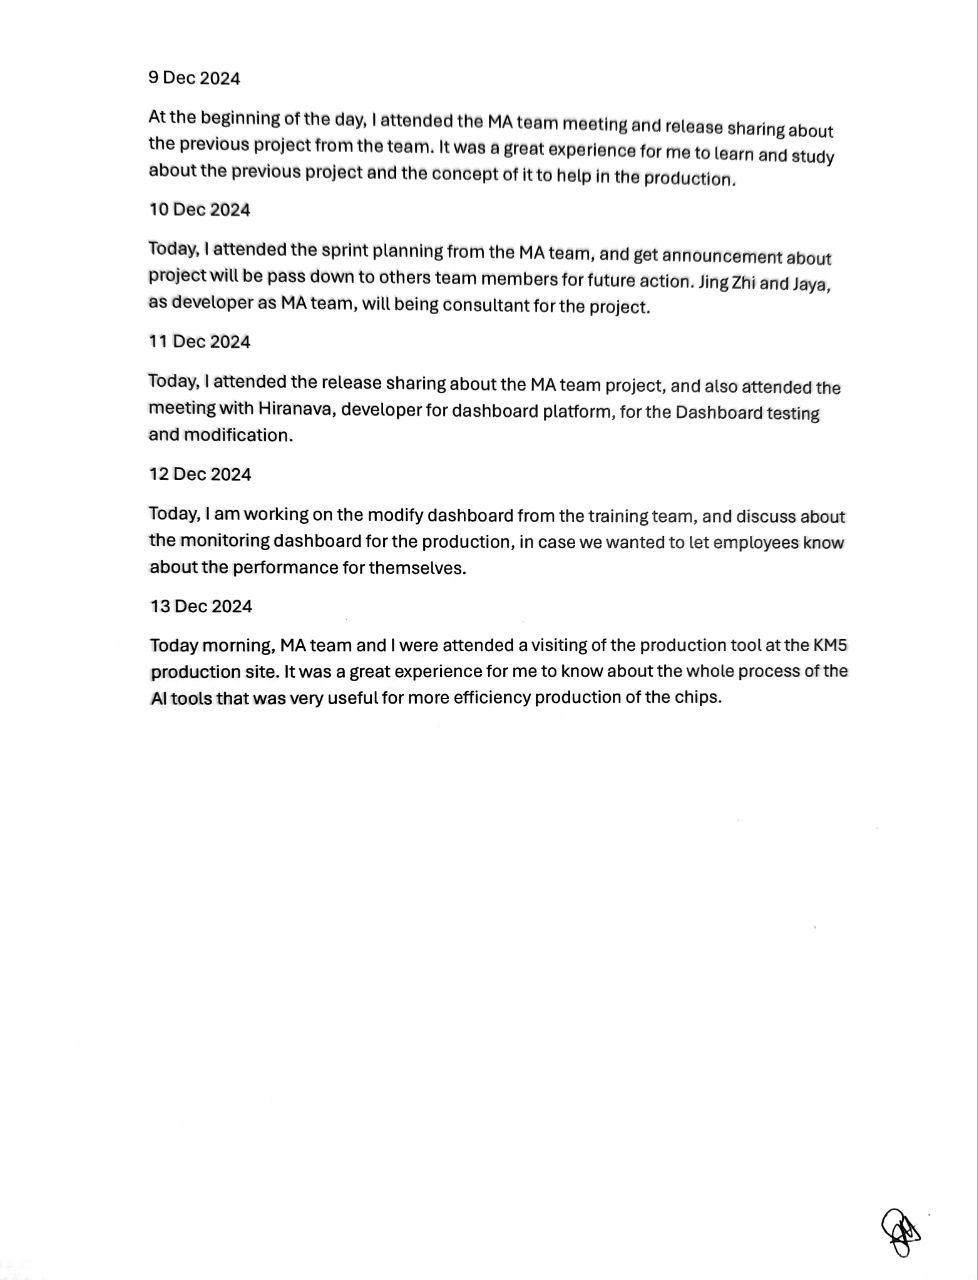 9 Dec 2024
At the beginning of the day, I attended the MA team meeting and release sharing about
the previous project from the team. It was a great experience for me to learn and study
about the previous project and the concept of it to help in the production.
10 Dec 2024
Today, I attended the sprint planning from the MA team, and get announcement about
project will be pass down to others team members for future action. Jing Zhi and Jaya,
as developer as MA team, will being consultant for the project.
11 Dec 2024
Today, I attended the release sharing about the MA team project, and also attended the
meeting with Hiranava, developer for dashboard platform, for the Dashboard testing
and modification.
12 Dec 2024
Today, I am working on the modify dashboard from the training team, and discuss about
the monitoring dashboard for the production, in case we wanted to let employees know
about the performance for themselves.
13 Dec 2024
Today morning, MA team and I were attended a visiting of the production tool at the KM5
production site. It was a great experience for me to know about the whole process of the
AI tools that was very useful for more efficiency production of the chips.